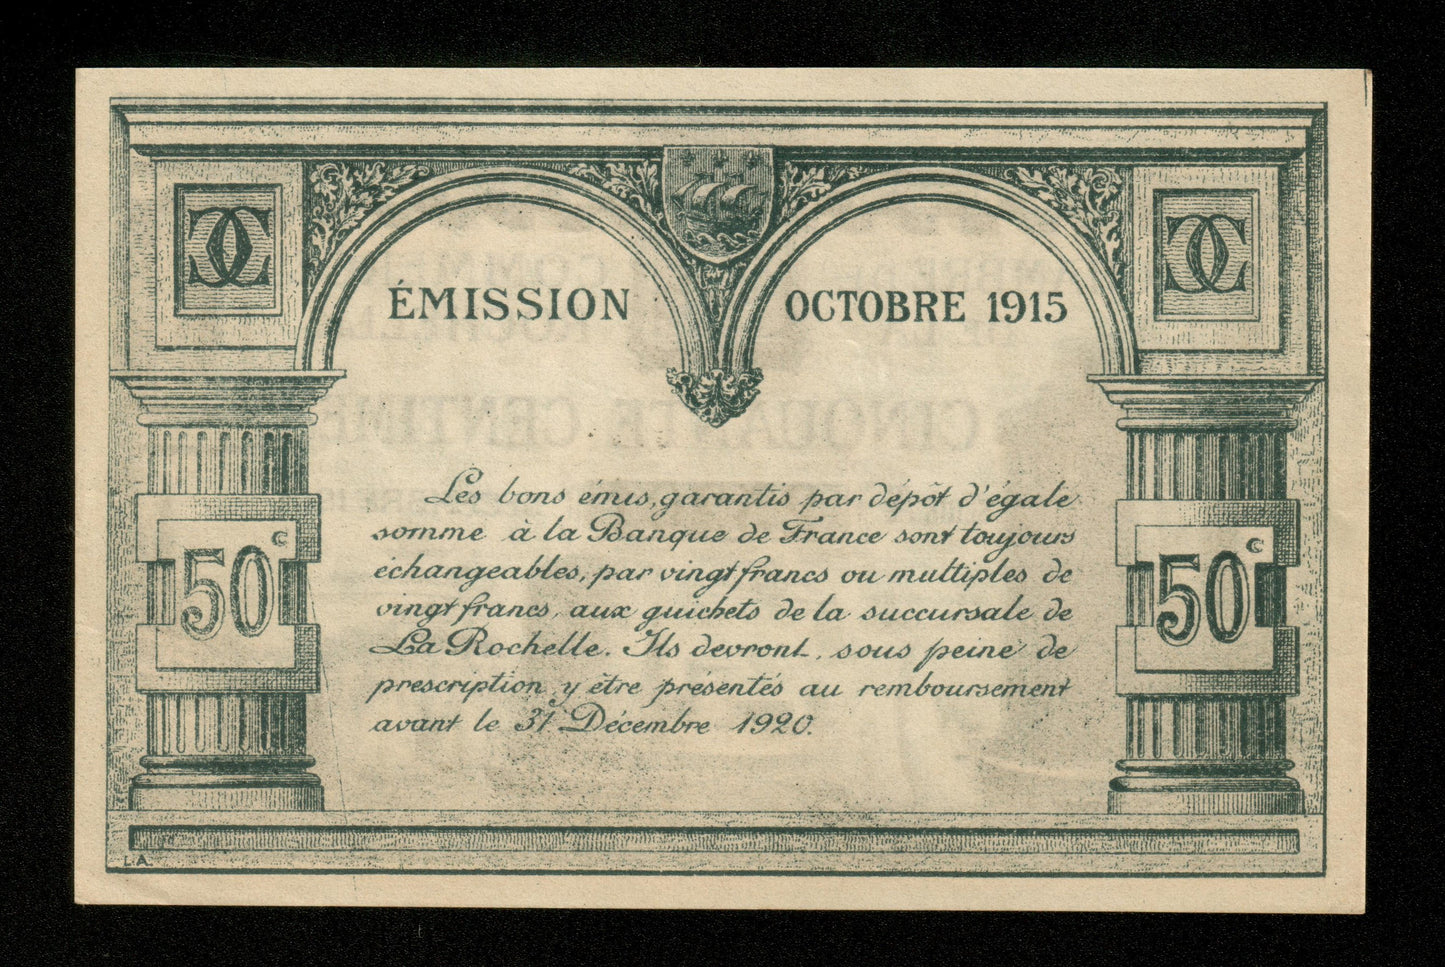 ÉMISSION OCTOBRE 1915
Les bons émis, garantis par dépôt d'égale
somme à la Banque de France sont toujours
échangeables, par vingt francs ou multiples de
vingt francs, aux guichets de la succursale de
La Rochelle. Ils devront, sous peine de
prescription, y être présentés au remboursement
avant le 31 Décembre 1920.
50c
50c
L.A.